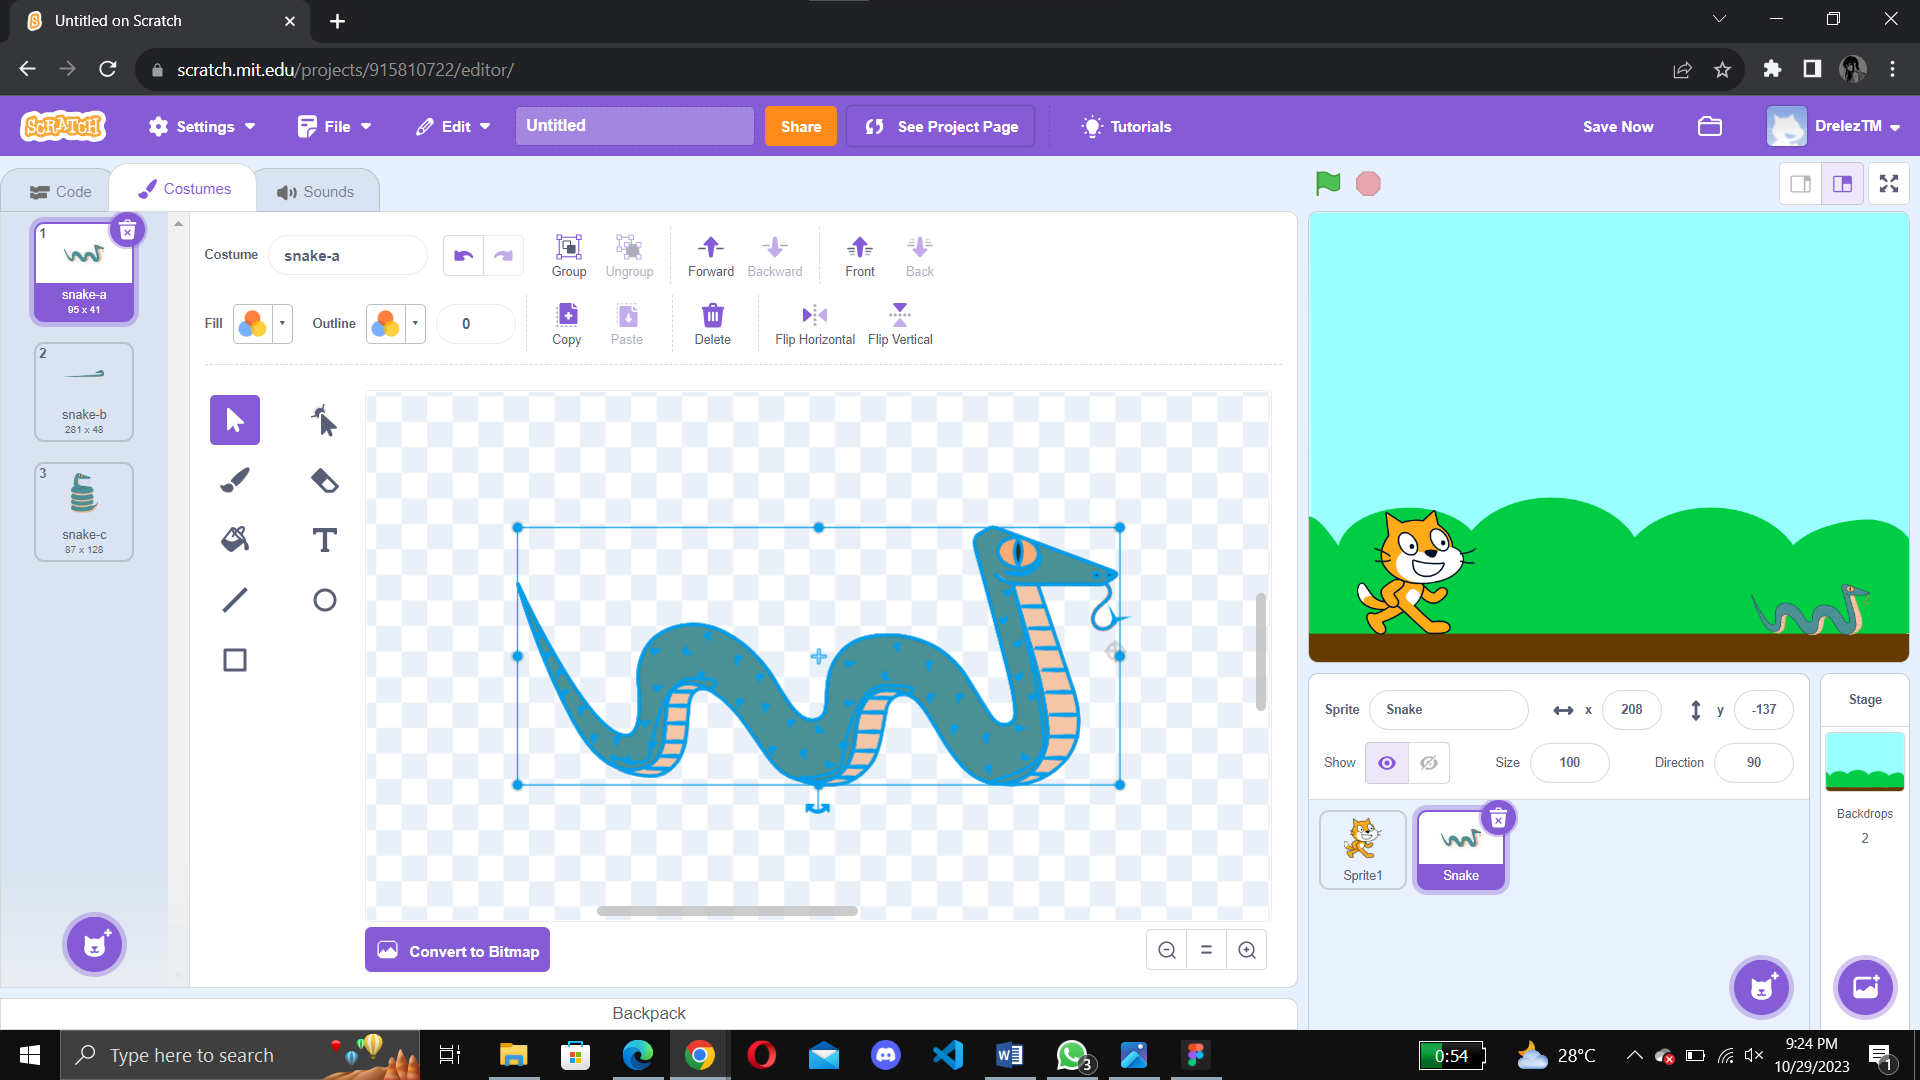 Untitled on Scratch
scratch.mit.edu/projects/915810722/editor/
SCRATCH
Settings
File
Edit
Untitled
Share
See Project Page
Tutorials
Save Now
DrelezTM
Code
Costumes
Sounds
1
snake-a
95 x 41
2
snake-b
281 x 48
3
snake-c
87 x 128
Costume
snake-a
Group
Ungroup
Forward
Backward
Front
Back
Fill
Outline
0
Copy
Paste
Delete
Flip Horizontal
Flip Vertical
T
Convert to Bitmap
Backpack
Sprite
Snake
x
208
y
-137
Show
Size
100
Direction
90
Sprite1
Snake
Stage
Backdrops
2
Type here to search
3
0:54
28°C
9:24 PM
10/29/2023
1